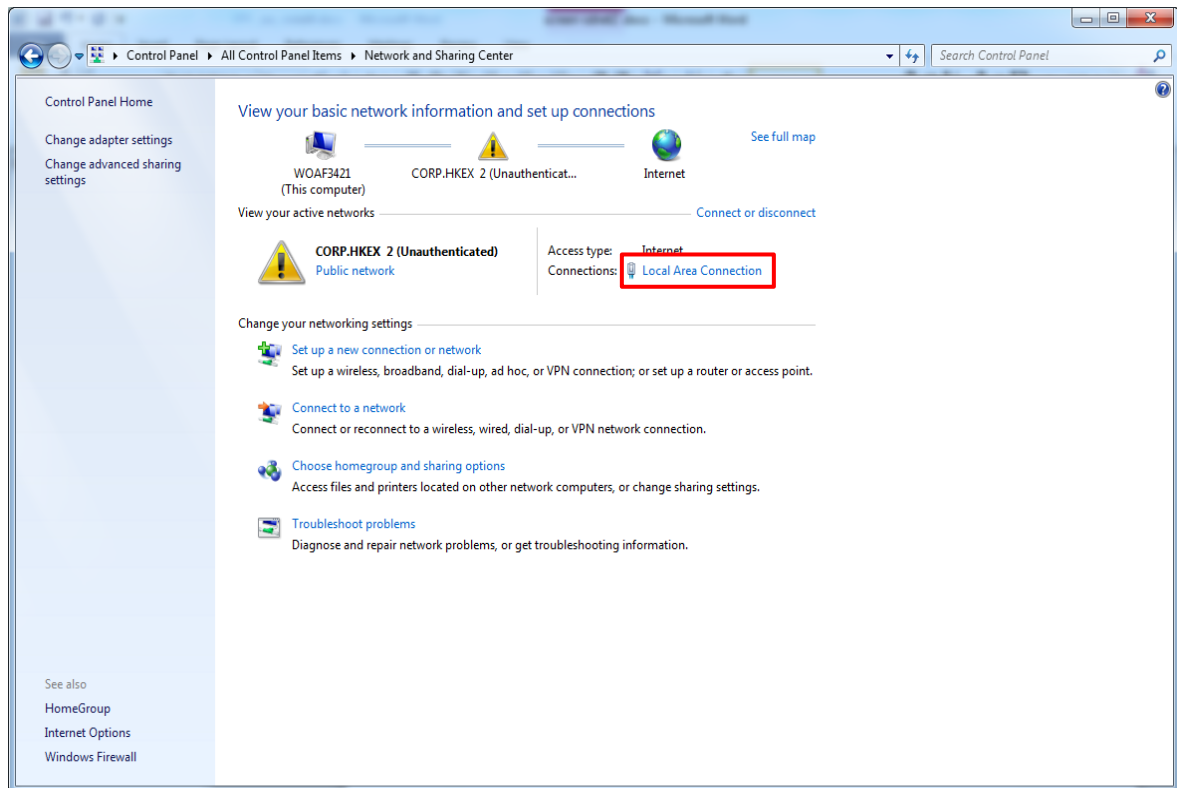 Control Panel ▸ All Control Panel Items ▸ Network and Sharing Center
Search Control Panel
Control Panel Home
Change adapter settings
Change advanced sharing
settings
See also
HomeGroup
Internet Options
Windows Firewall
View your basic network information and set up connections
See full map
WOAF3421
(This computer)
CORP.HKEX 2 (Unauthenticat...
Internet
View your active networks
Connect or disconnect
CORP.HKEX 2 (Unauthenticated)
Public network
Access type: Internet
Connections: Local Area Connection
Change your networking settings
Set up a new connection or network
Set up a wireless, broadband, dial-up, ad hoc, or VPN connection; or set up a router or access point.
Connect to a network
Connect or reconnect to a wireless, wired, dial-up, or VPN network connection.
Choose homegroup and sharing options
Access files and printers located on other network computers, or change sharing settings.
Troubleshoot problems
Diagnose and repair network problems, or get troubleshooting information.